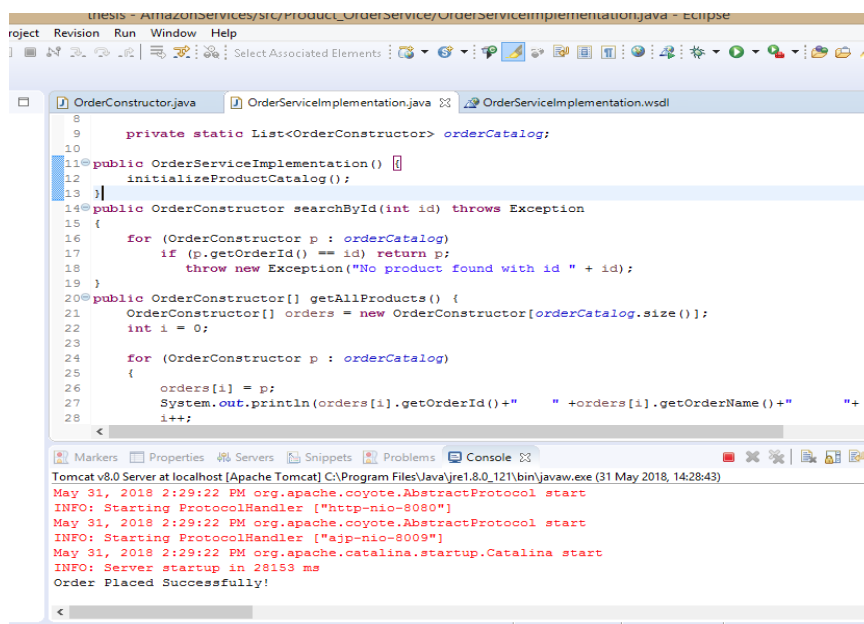 thesis - AmazonServices/src/Product_OrderService/OrderServiceImplementation.java - Eclipse
roject Revision Run Window Help
Select Associated Elements
OrderConstructor.java OrderServiceImplementation.java OrderServiceImplementation.wsdl
8
9 private static List<OrderConstructor> orderCatalog;
10
11 public OrderServiceImplementation() {
12 initializeProductCatalog();
13 }
14 public OrderConstructor searchById(int id) throws Exception
15 {
16 for (OrderConstructor p : orderCatalog)
17 if (p.getOrderId() == id) return p;
18 throw new Exception("No product found with id " + id);
19 }
20 public OrderConstructor[] getAllProducts() {
21 OrderConstructor[] orders = new OrderConstructor[orderCatalog.size()];
22 int i = 0;
23
24 for (OrderConstructor p : orderCatalog)
25 {
26 orders[i] = p;
27 System.out.println(orders[i].getOrderId()+"    " +orders[i].getOrderName()+"      "+
28 i++;
Markers Properties Servers Snippets Problems Console
Tomcat v8.0 Server at localhost [Apache Tomcat] C:\Program Files\Java\jre1.8.0_121\bin\javaw.exe (31 May 2018, 14:28:43)
May 31, 2018 2:29:22 PM org.apache.coyote.AbstractProtocol start
INFO: Starting ProtocolHandler ["http-nio-8080"]
May 31, 2018 2:29:22 PM org.apache.coyote.AbstractProtocol start
INFO: Starting ProtocolHandler ["ajp-nio-8009"]
May 31, 2018 2:29:22 PM org.apache.catalina.startup.Catalina start
INFO: Server startup in 28153 ms
Order Placed Successfully!